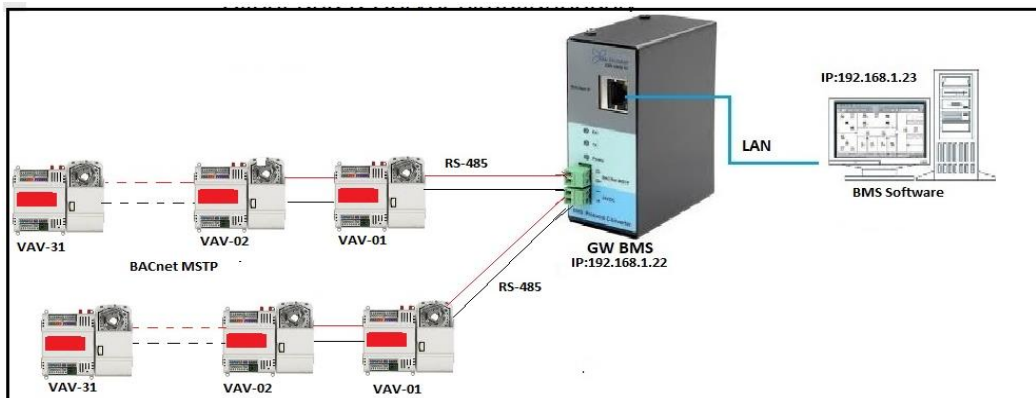 IP:192.168.1.23
LAN
RS-485
BMS Software
VAV-31
VAV-02
VAV-01
GW BMS
IP:192.168.1.22
BACnet MSTP
RS-485
VAV-31
VAV-02
VAV-01